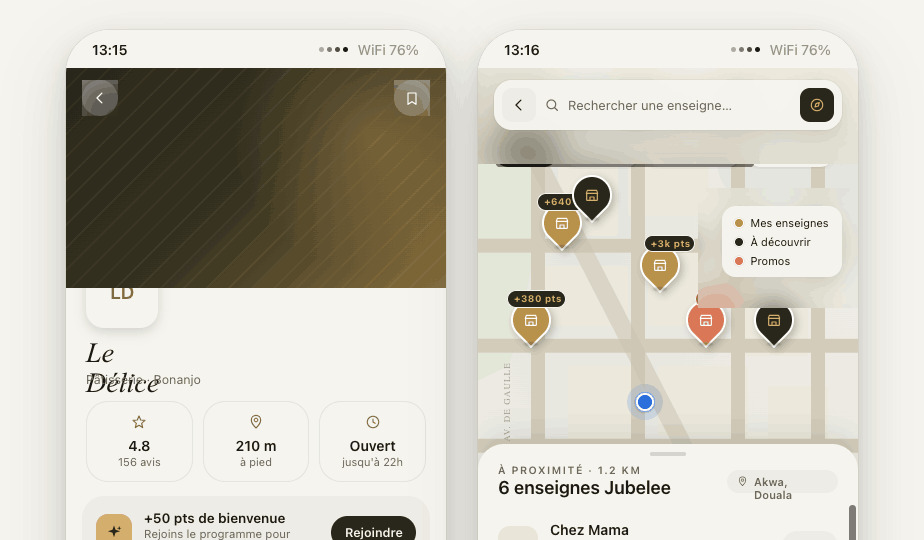 13:15
WiFi 76%
LD
Le
Délice
Pâtisserie · Bonanjo
4.8
156 avis
210 m
à pied
Ouvert
jusqu'à 22h
+50 pts de bienvenue
Rejoins le programme pour
Rejoindre
13:16
WiFi 76%
Rechercher une enseigne...
+640
+3k pts
Mes enseignes
À découvrir
Promos
+380 pts
AV. DE GAULLE
À PROXIMITÉ · 1.2 KM
6 enseignes Jubelee
Akwa,
Douala
Chez Mama